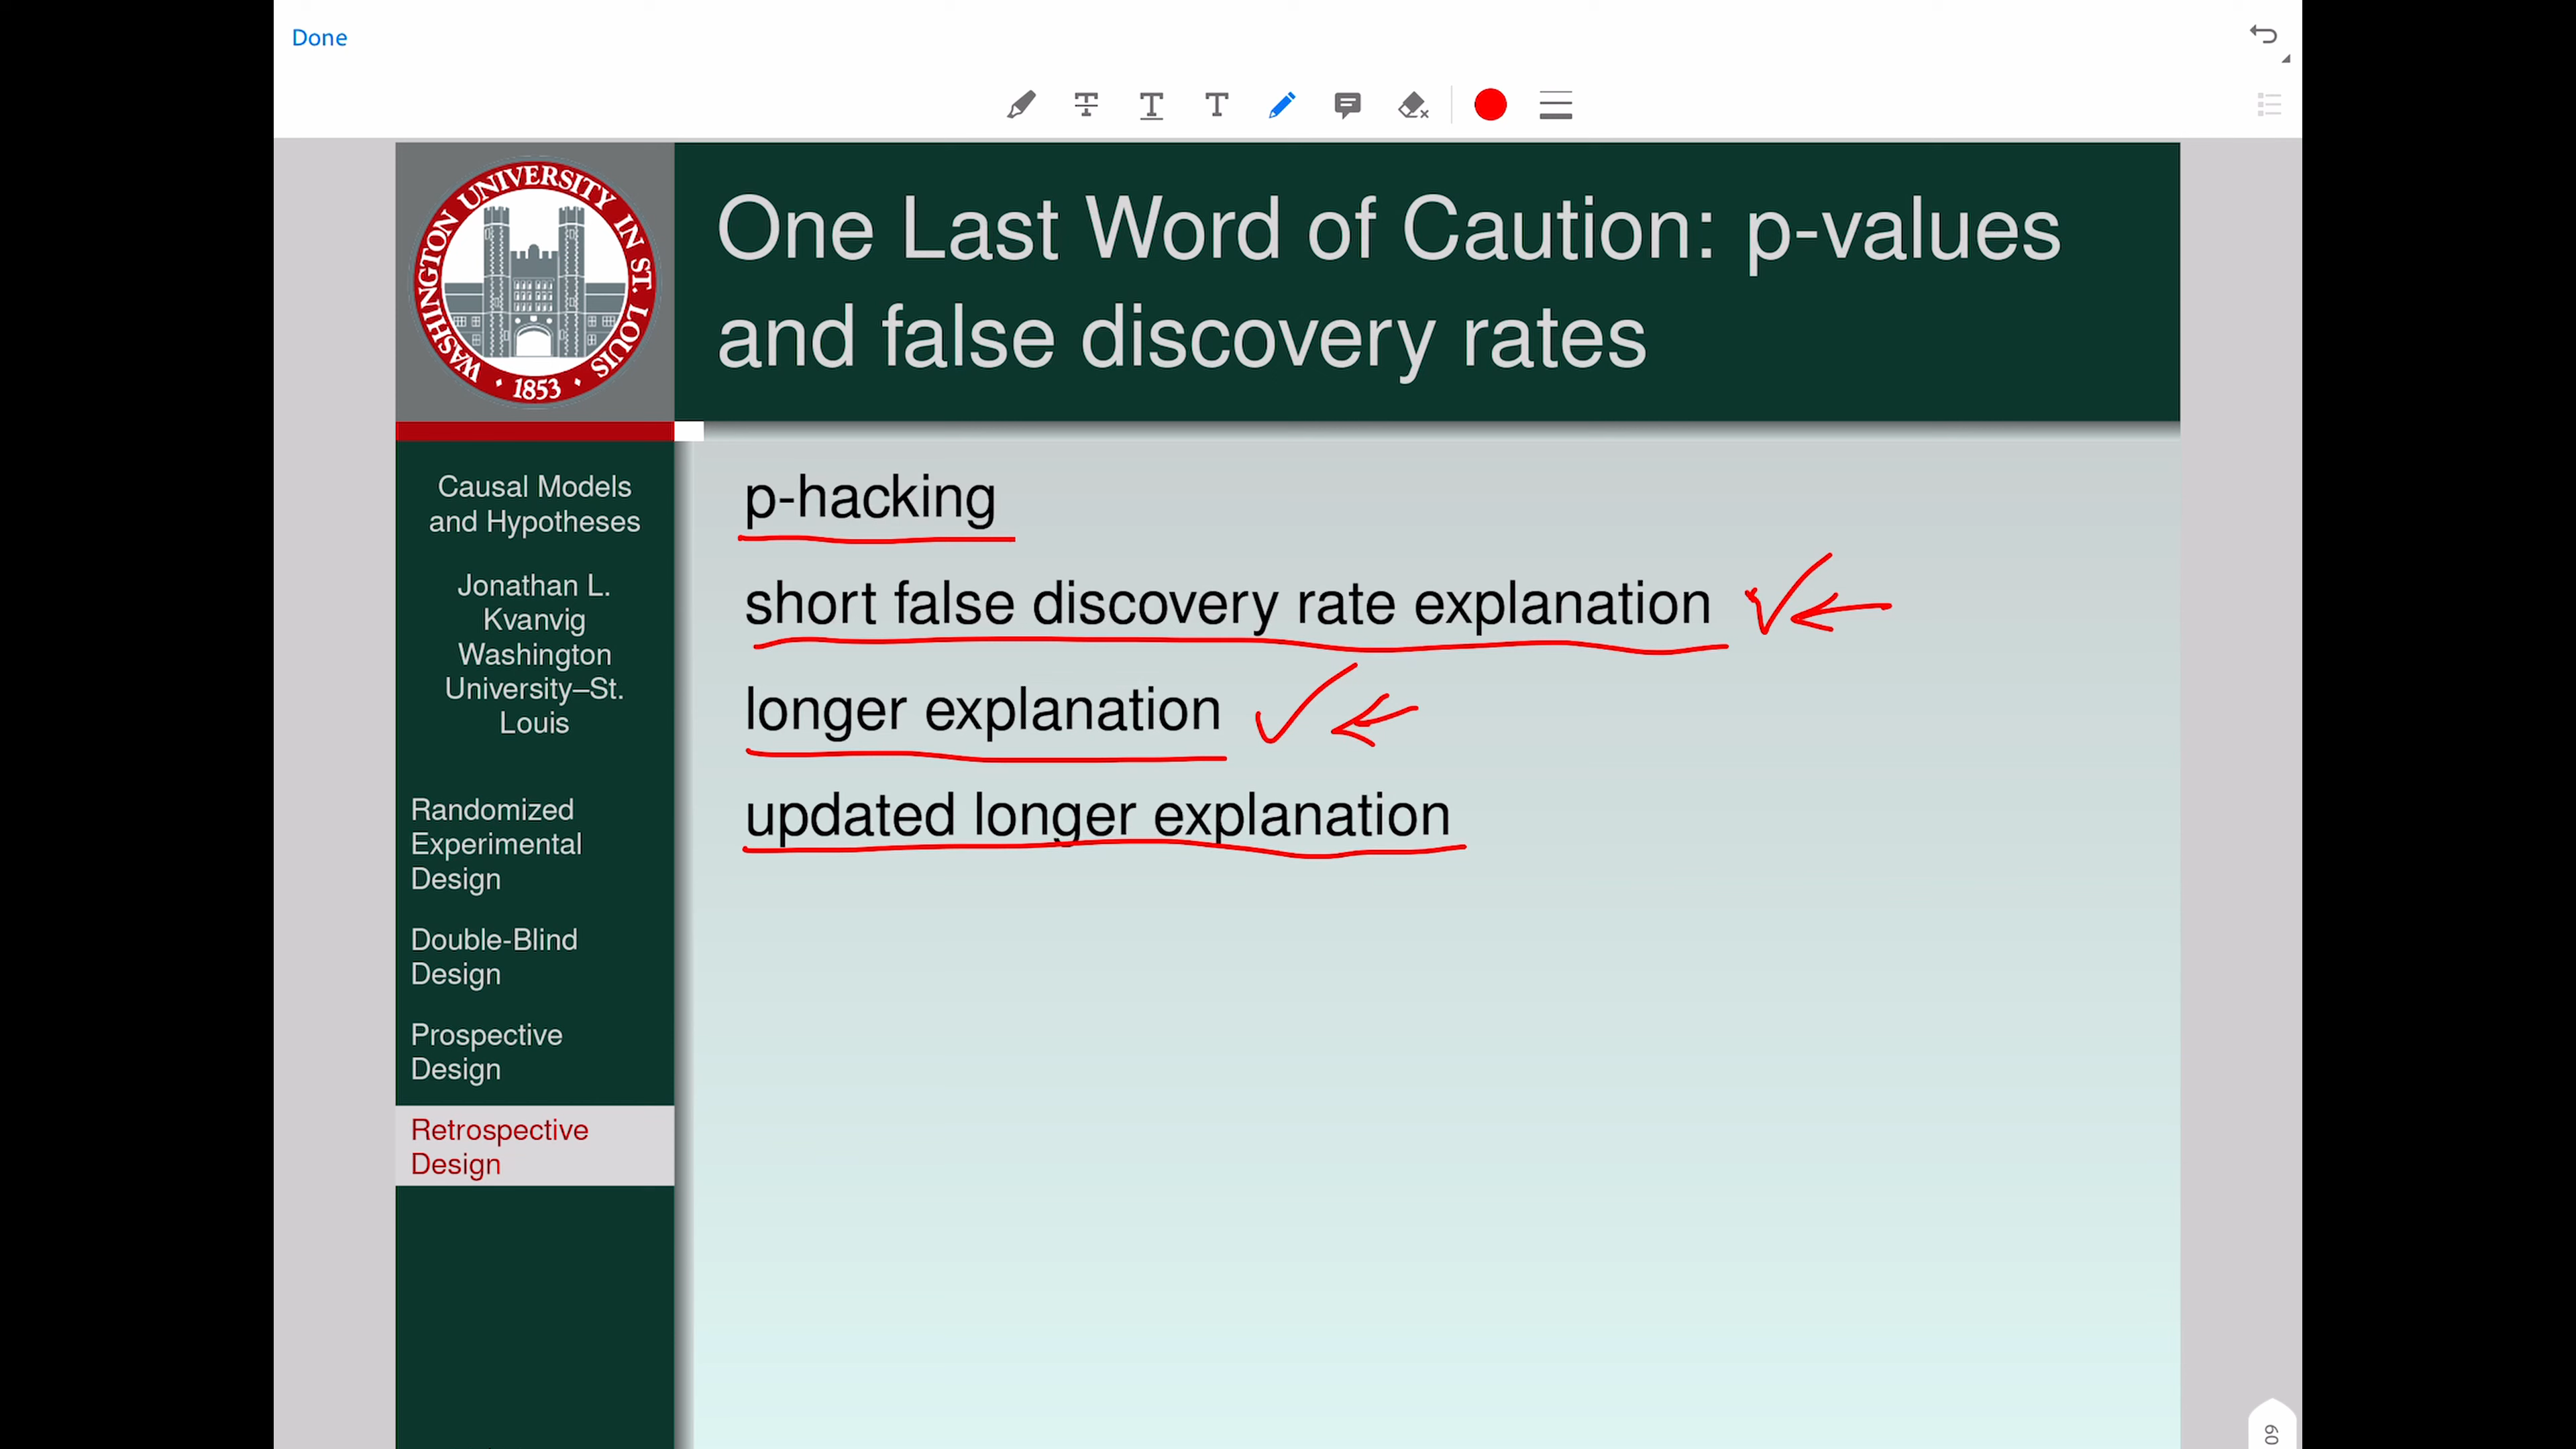 Done
WASHINGTON UNIVERSITY IN ST. LOUIS
· 1853 ·
One Last Word of Caution: p-values
and false discovery rates
Causal Models
and Hypotheses
Jonathan L.
Kvanvig
Washington
University–St.
Louis
Randomized
Experimental
Design
Double-Blind
Design
Prospective
Design
Retrospective
Design
p-hacking
short false discovery rate explanation
longer explanation
updated longer explanation
60